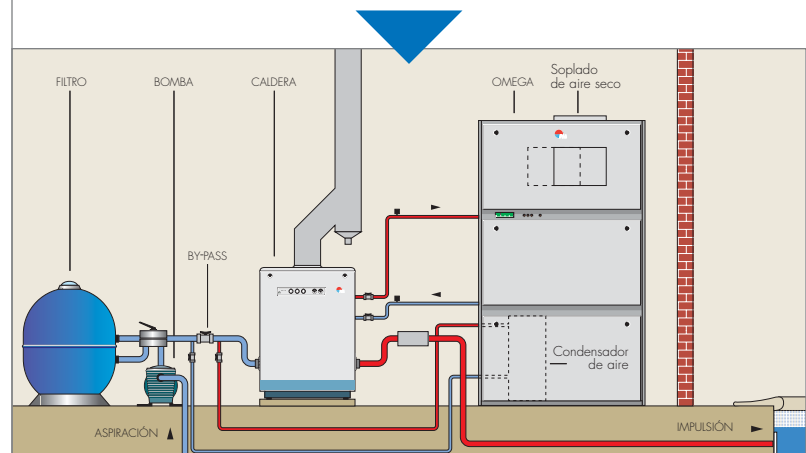 FILTRO
BOMBA
CALDERA
OMEGA
Soplado
de aire seco
BY-PASS
Condensador
de aire
ASPIRACIÓN
IMPULSIÓN